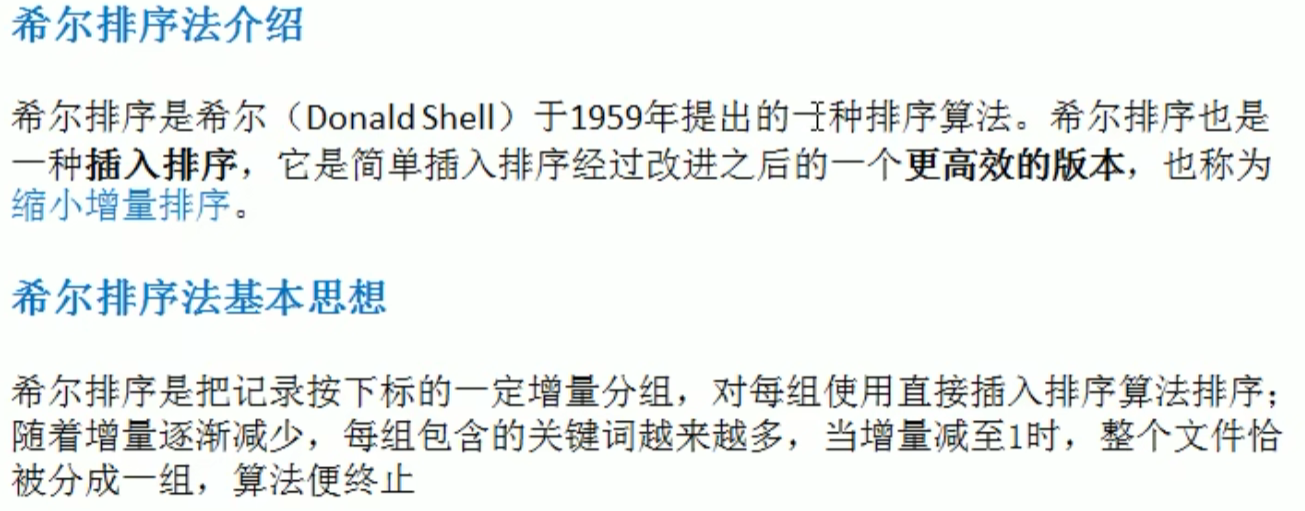 希尔排序法介绍
希尔排序是希尔（Donald Shell）于1959年提出的一种排序算法。希尔排序也是
一种插入排序，它是简单插入排序经过改进之后的一个更高效的版本，也称为
缩小增量排序。
希尔排序法基本思想
希尔排序是把记录按下标的一定增量分组，对每组使用直接插入排序算法排序；
随着增量逐渐减少，每组包含的关键词越来越多，当增量减至1时，整个文件恰
被分成一组，算法便终止